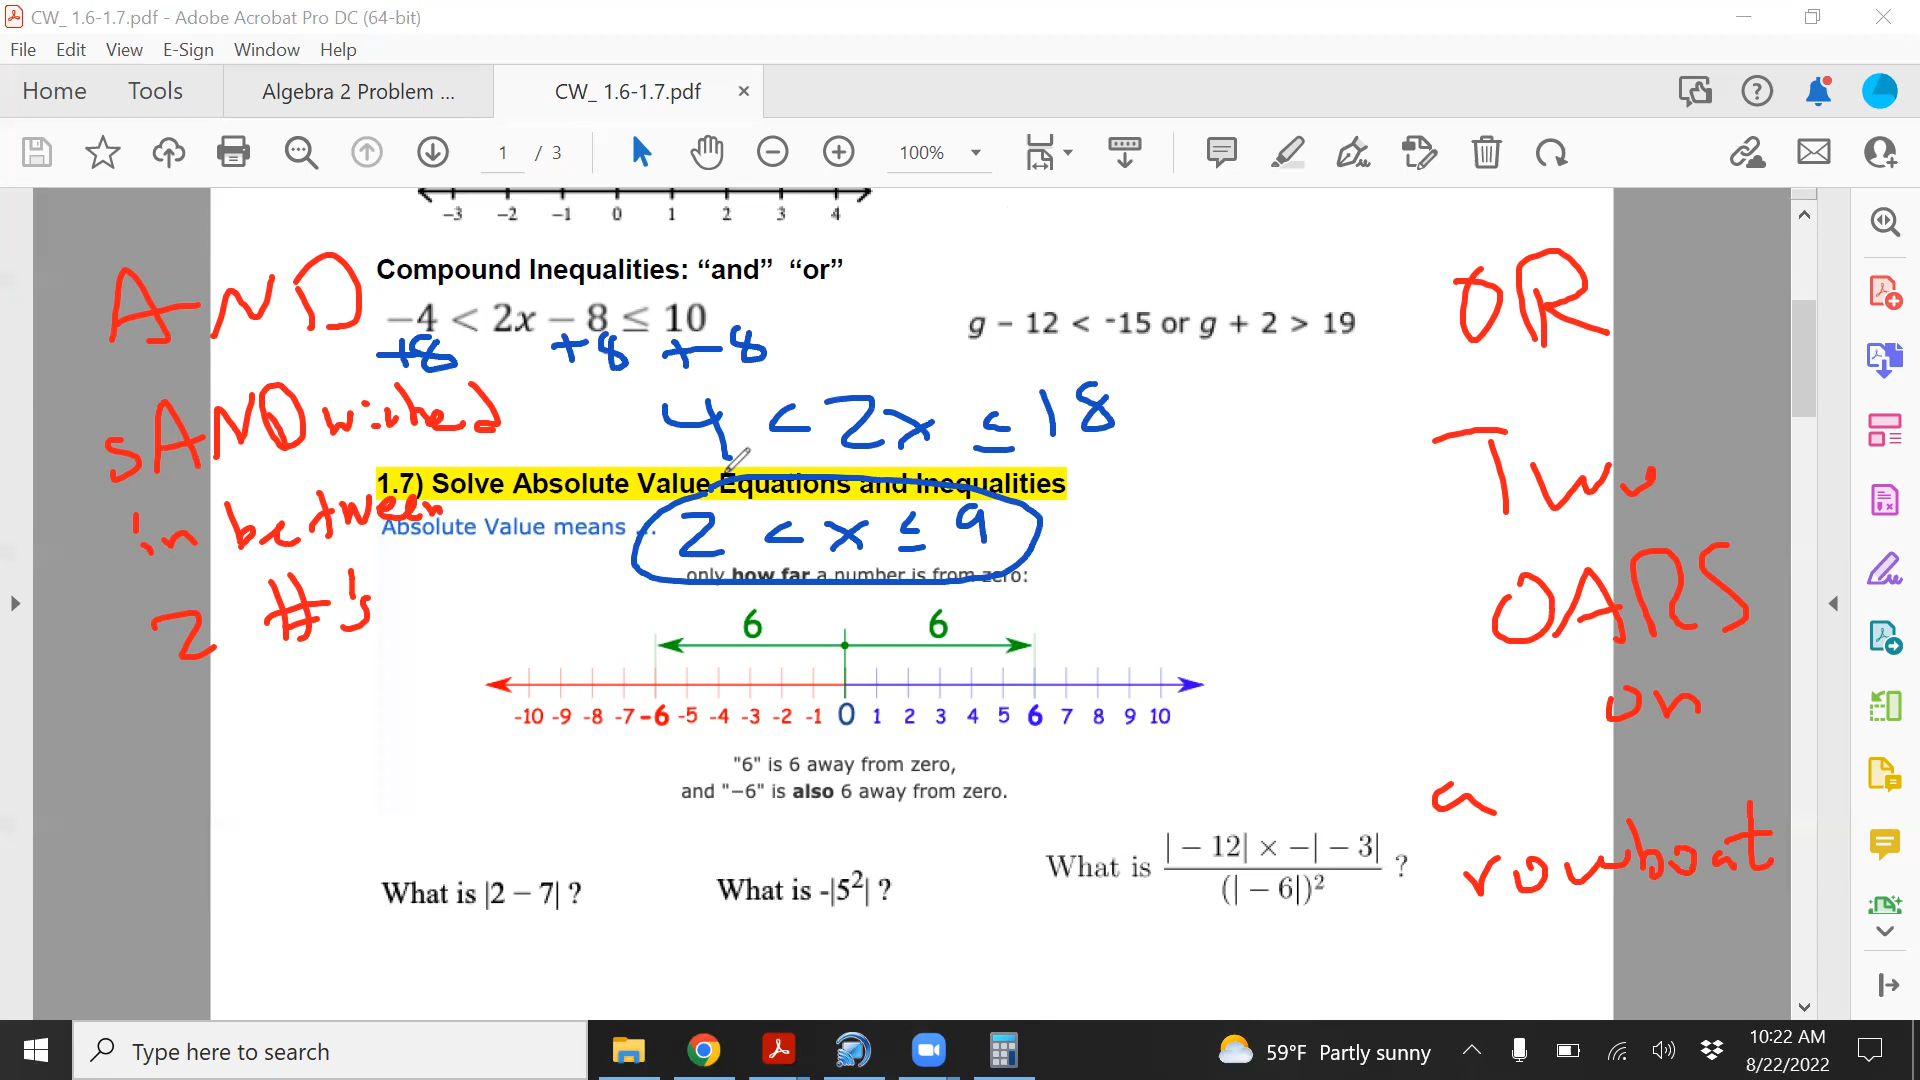 CW_ 1.6-1.7.pdf - Adobe Acrobat Pro DC (64-bit)
File Edit View E-Sign Window Help
Home Tools Algebra 2 Problem ... CW_ 1.6-1.7.pdf ×
1 / 3 100%
-3 -2 -1 0 1 2 3 4
Compound Inequalities: “and” “or”
AND
−4 < 2x − 8 ≤ 10
g − 12 < -15 or g + 2 > 19
OR
+8 +8 +8
sANDwiched
4 < 2x ≤ 18
Two
1.7) Solve Absolute Value Equations and Inequalities
in between
Absolute Value means ...
2 < x ≤ 9
only how far a number is from zero:
2 #'s
OARS
6 6
-10 -9 -8 -7 -6 -5 -4 -3 -2 -1 0 1 2 3 4 5 6 7 8 9 10
on
"6" is 6 away from zero,
and "−6" is also 6 away from zero.
a
rowboat
What is |2 − 7| ?
What is -|5²| ?
What is |− 12| × −|− 3| / (|− 6|)² ?
Type here to search
59°F Partly sunny
10:22 AM
8/22/2022